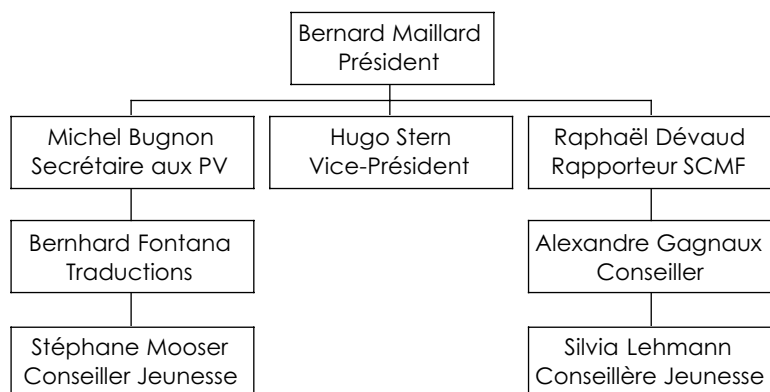 Bernard Maillard
Président
Michel Bugnon
Secrétaire aux PV
Hugo Stern
Vice-Président
Raphaël Dévaud
Rapporteur SCMF
Bernhard Fontana
Traductions
Alexandre Gagnaux
Conseiller
Stéphane Mooser
Conseiller Jeunesse
Silvia Lehmann
Conseillère Jeunesse